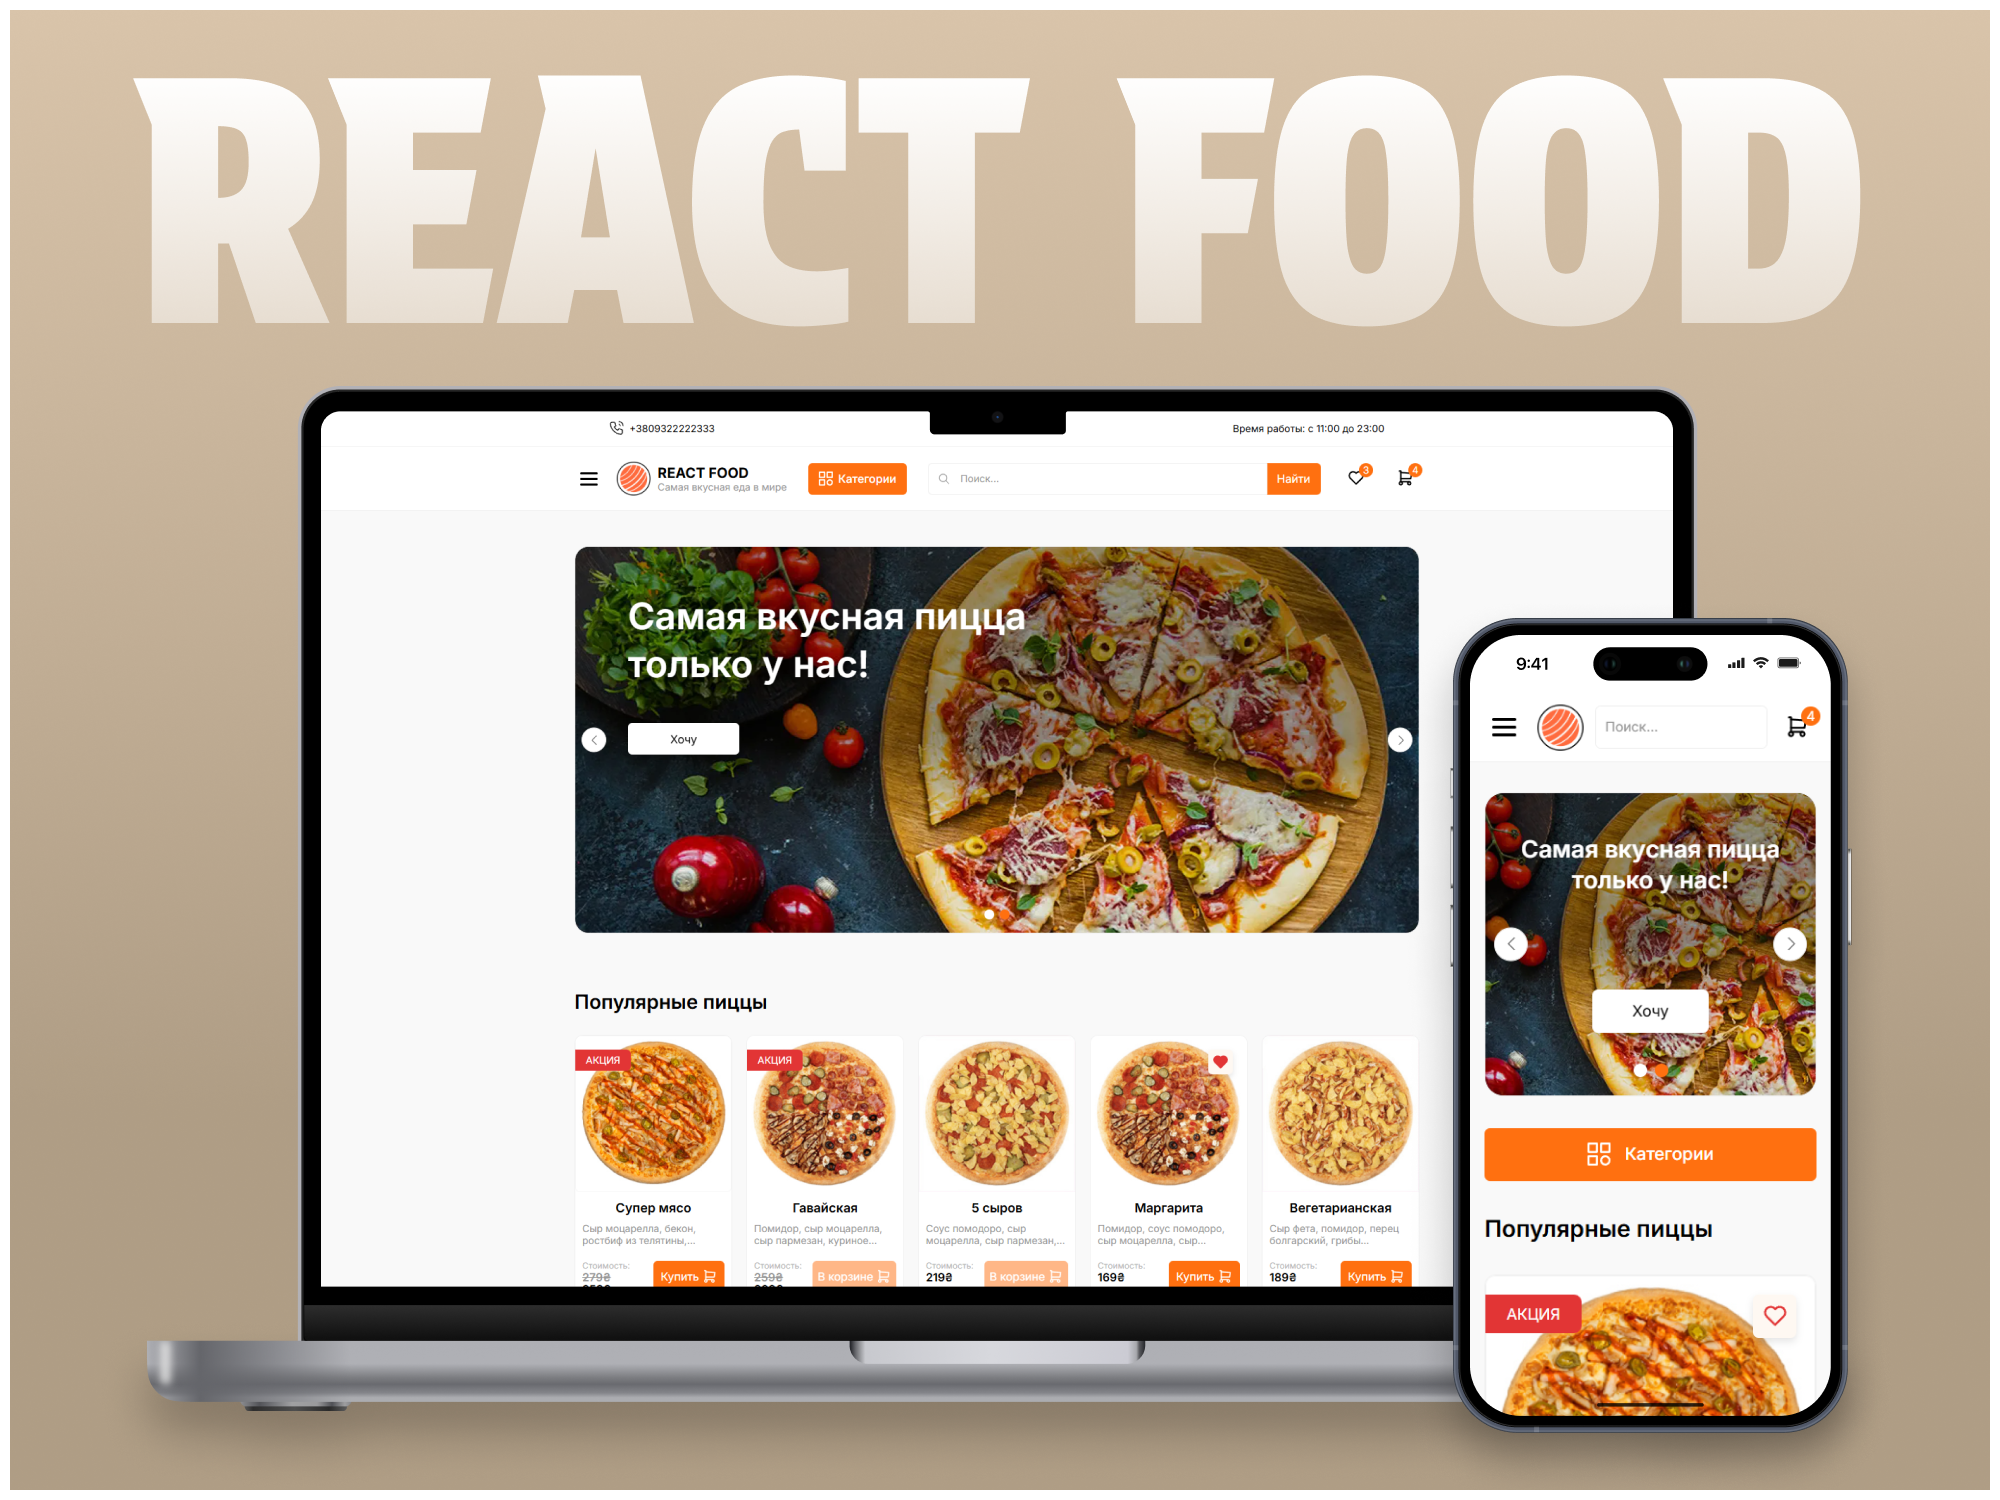 REACT FOOD
+3809322222333
Время работы: с 11:00 до 23:00
REACT FOOD
Самая вкусная еда в мире
Категории
Поиск...
Найти
3
4
Самая вкусная пицца
только у нас!
Хочу
Популярные пиццы
АКЦИЯ
Супер мясо
Сыр моцарелла, бекон,
ростбиф из телятины,...
Стоимость:
279₴
Купить
АКЦИЯ
Гавайская
Помидор, сыр моцарелла,
сыр пармезан, куриное...
Стоимость:
259₴
В корзине
5 сыров
Соус помодоро, сыр
моцарелла, сыр пармезан,...
Стоимость:
219₴
В корзине
Маргарита
Помидор, соус помодоро,
сыр моцарелла, сыр...
Стоимость:
169₴
Купить
Вегетарианская
Сыр фета, помидор, перец
болгарский, грибы...
Стоимость:
189₴
Купить
9:41
Поиск...
4
Самая вкусная пицца
только у нас!
Хочу
Категории
Популярные пиццы
АКЦИЯ